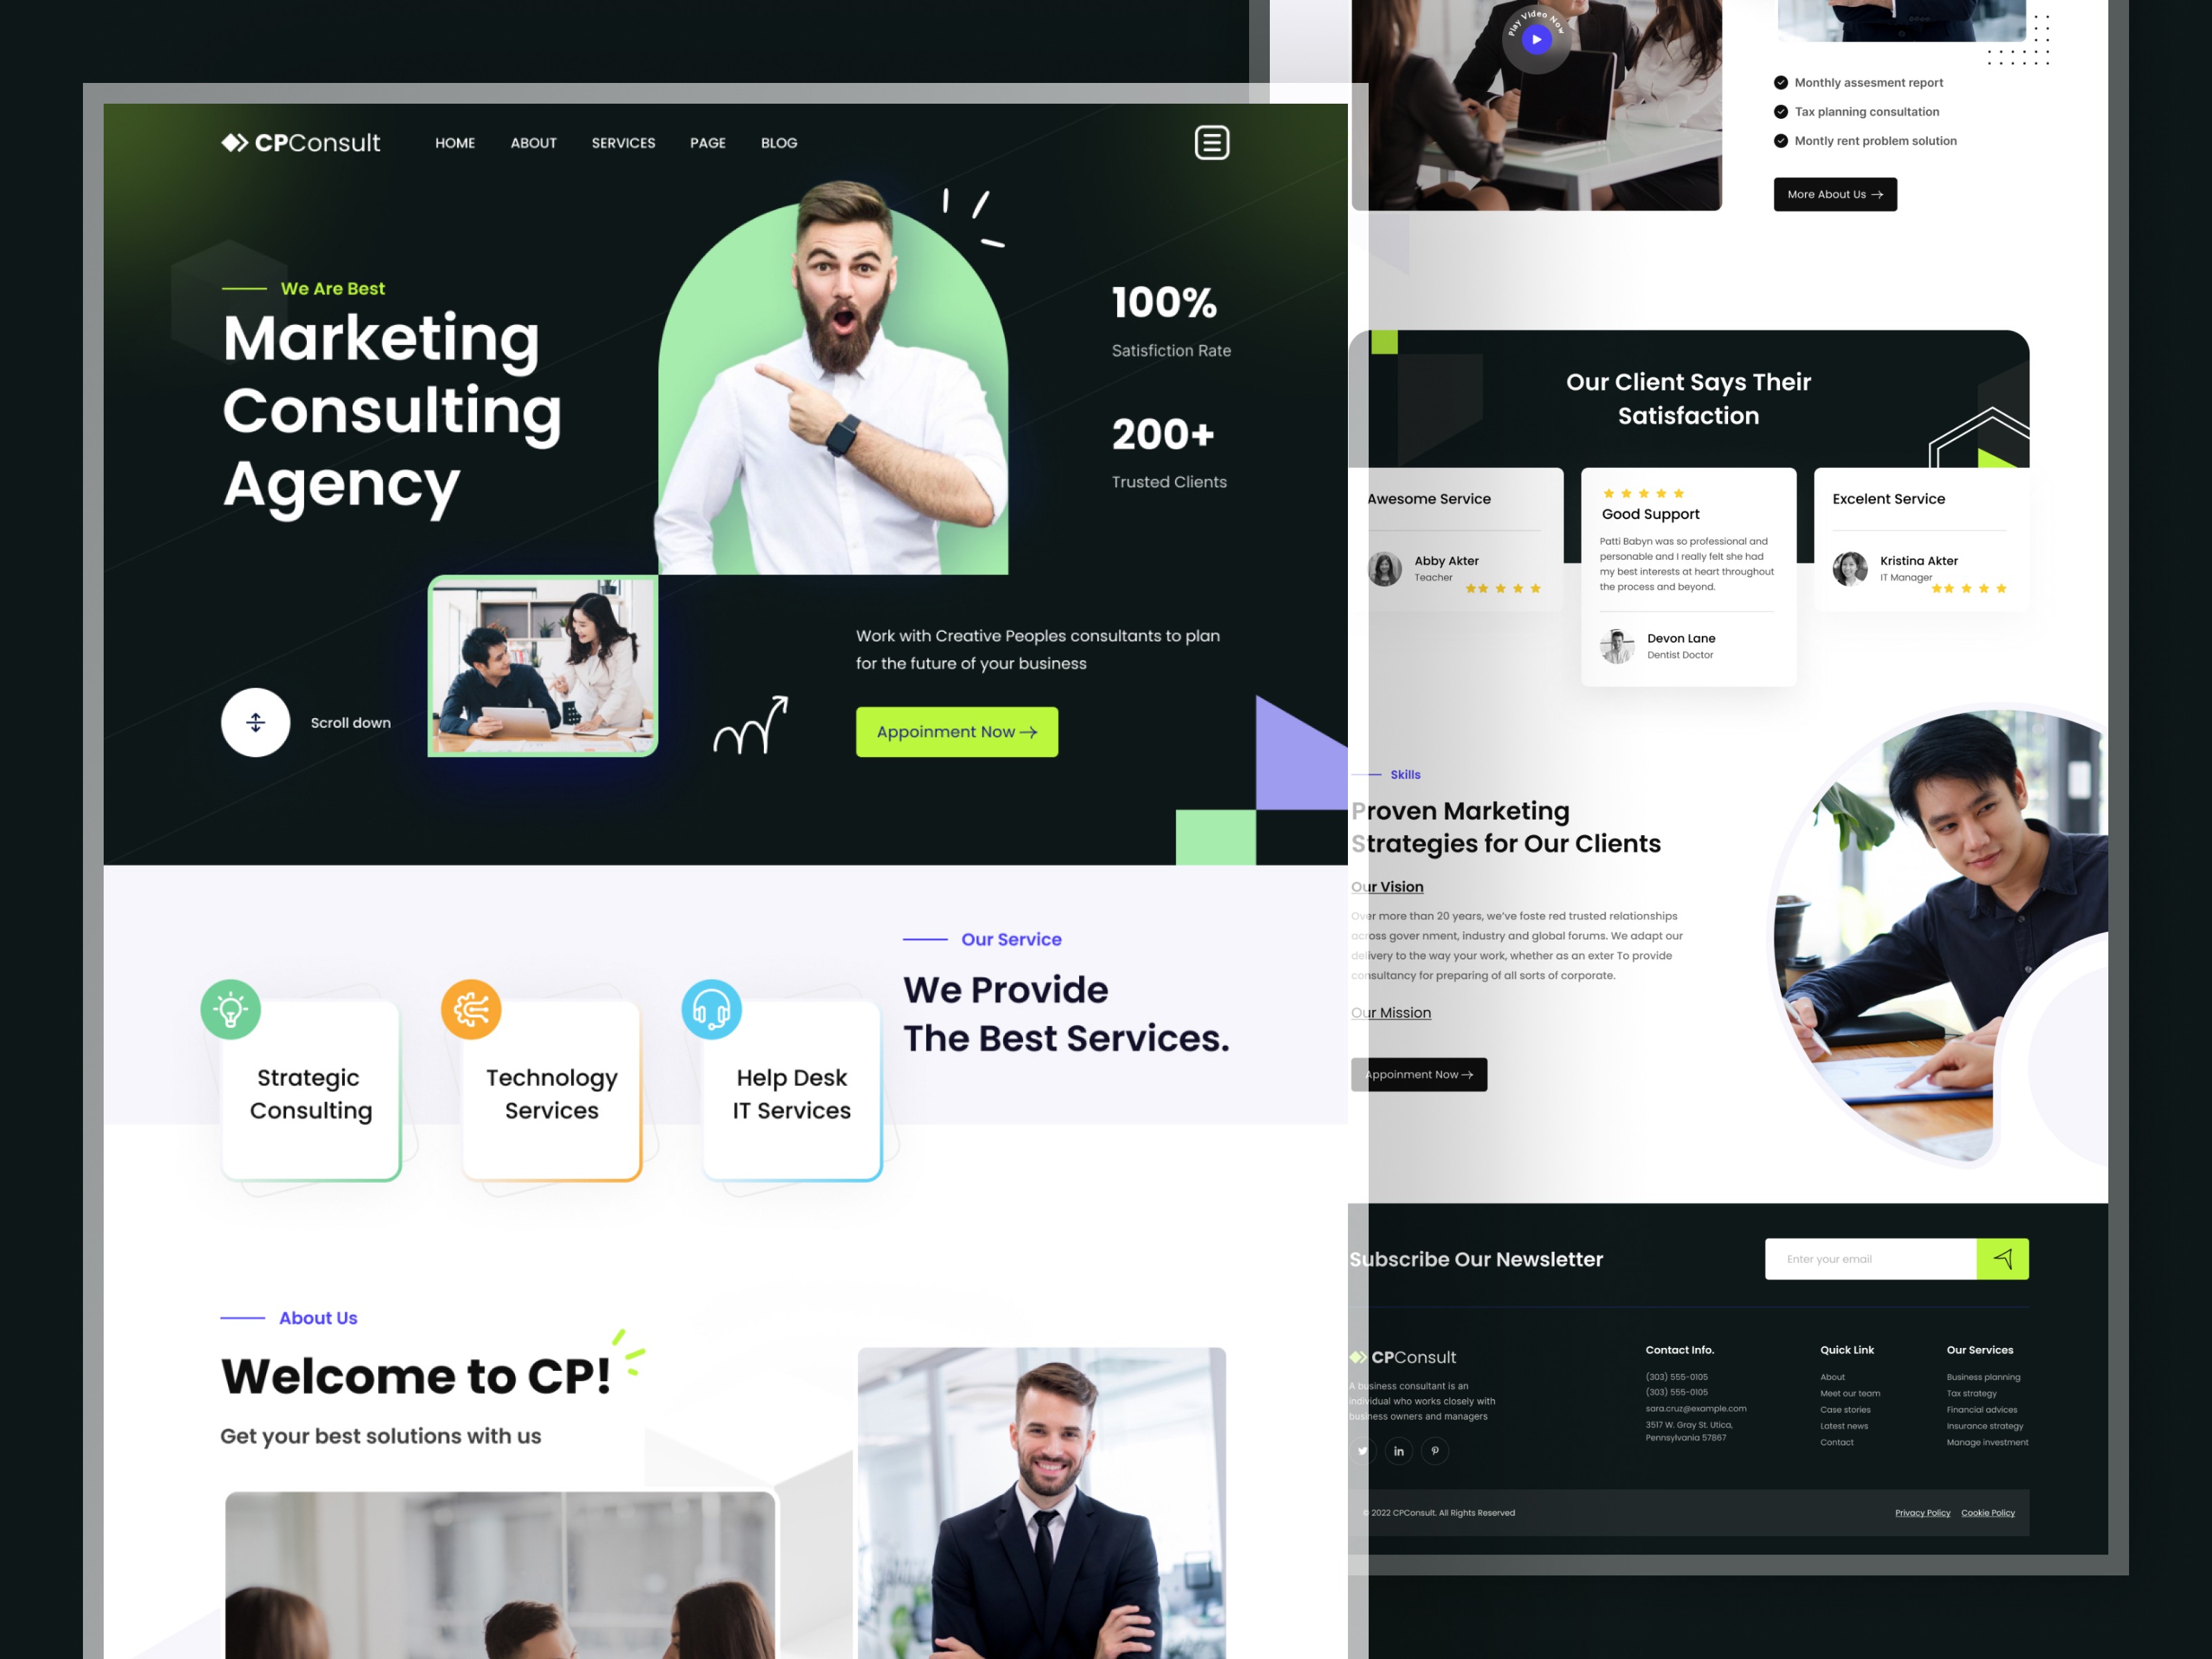 CPConsult
HOME
ABOUT
SERVICES
PAGE
BLOG
We Are Best
Marketing
Consulting
Agency
100%
Satisfiction Rate
200+
Trusted Clients
Work with Creative Peoples consultants to plan
for the future of your business
Appoinment Now
Scroll down
Our Service
We Provide
The Best Services.
Strategic
Consulting
Technology
Services
Help Desk
IT Services
About Us
Welcome to CP!
Get your best solutions with us
Play Video Now
Monthly assesment report
Tax planning consultation
Montly rent problem solution
More About Us
Our Client Says Their
Satisfaction
Awesome Service
Abby Akter
Teacher
Good Support
Patti Babyn was so professional and
personable and I really felt she had
my best interests at heart throughout
the process and beyond.
Devon Lane
Dentist Doctor
Excelent Service
Kristina Akter
IT Manager
Skills
Proven Marketing
Strategies for Our Clients
Our Vision
Over more than 20 years, we've foste red trusted relationships
across gover nment, industry and global forums. We adapt our
delivery to the way your work, whether as an exter To provide
consultancy for preparing of all sorts of corporate.
Our Mission
Appoinment Now
Subscribe Our Newsletter
Enter your email
CPConsult
A business consultant is an
individual who works closely with
business owners and managers
in
Contact Info.
(303) 555-0105
(303) 555-0105
sara.cruz@example.com
3517 W. Gray St. Utica,
Pennsylvania 57867
Quick Link
About
Meet our team
Case stories
Latest news
Contact
Our Services
Business planning
Tax strategy
Financial advices
Insurance strategy
Manage investment
© 2022 CPConsult. All Rights Reserved
Privacy Policy
Cookie Policy